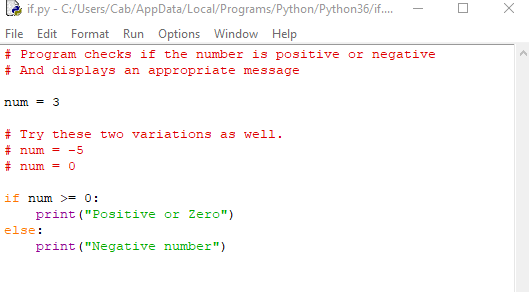 if.py - C:/Users/Cab/AppData/Local/Programs/Python/Python36/if....
File Edit Format Run Options Window Help
# Program checks if the number is positive or negative
# And displays an appropriate message
num = 3
# Try these two variations as well.
# num = -5
# num = 0
if num >= 0:
    print("Positive or Zero")
else:
    print("Negative number")